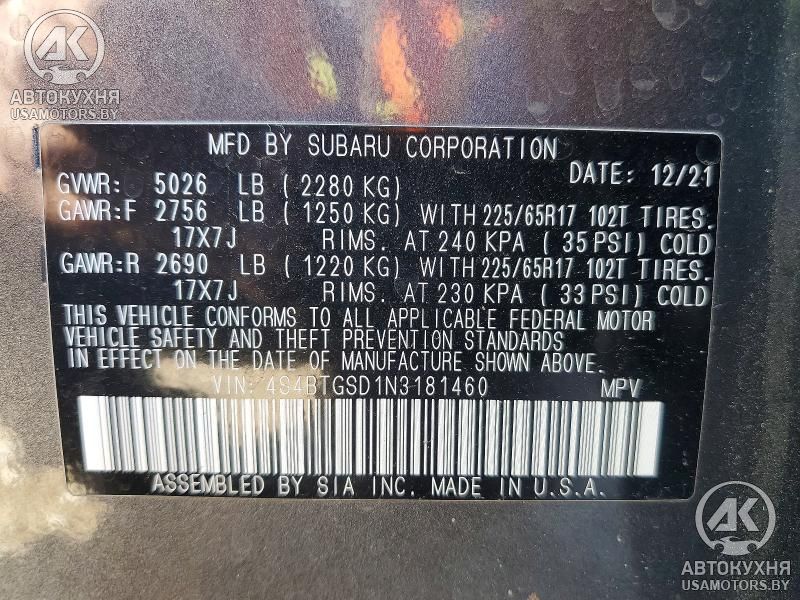 AK
АВТОКУХНЯ
USAMOTORS.BY
MFD BY SUBARU CORPORATION
DATE: 12/21
GVWR: 5026 LB ( 2280 KG)
GAWR:F 2756 LB ( 1250 KG) WITH 225/65R17 102T TIRES.
17X7J RIMS. AT 240 KPA ( 35 PSI) COLD
GAWR:R 2690 LB ( 1220 KG) WITH 225/65R17 102T TIRES.
17X7J RIMS. AT 230 KPA ( 33 PSI) COLD
THIS VEHICLE CONFORMS TO ALL APPLICABLE FEDERAL MOTOR
VEHICLE SAFETY AND THEFT PREVENTION STANDARDS
IN EFFECT ON THE DATE OF MANUFACTURE SHOWN ABOVE.
VIN: 4S4BTGSD1N3181460 MPV
ASSEMBLED BY SIA INC. MADE IN U.S.A.
AK
АВТОКУХНЯ
USAMOTORS.BY